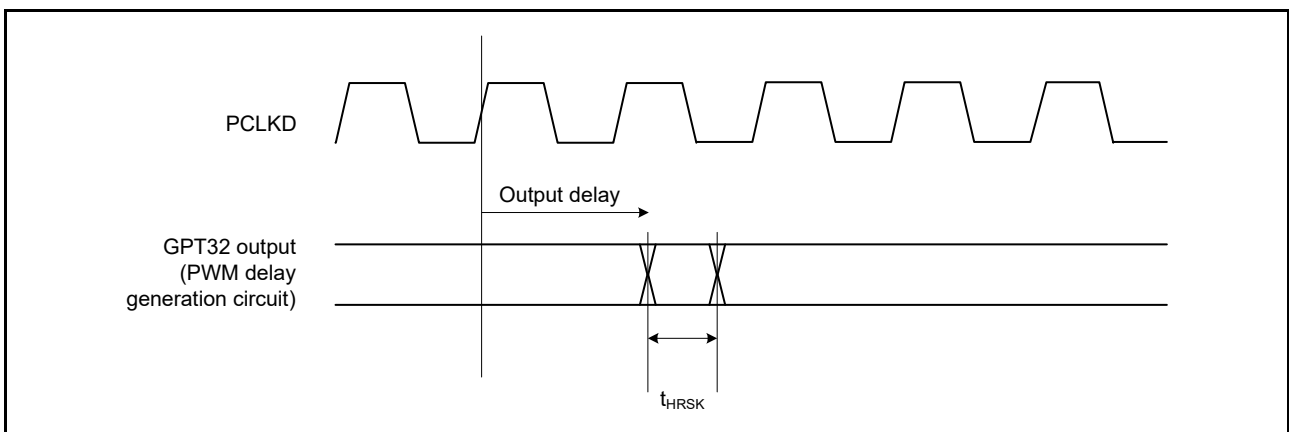 PCLKD
Output delay
GPT32 output
(PWM delay
generation circuit)
tHRSK